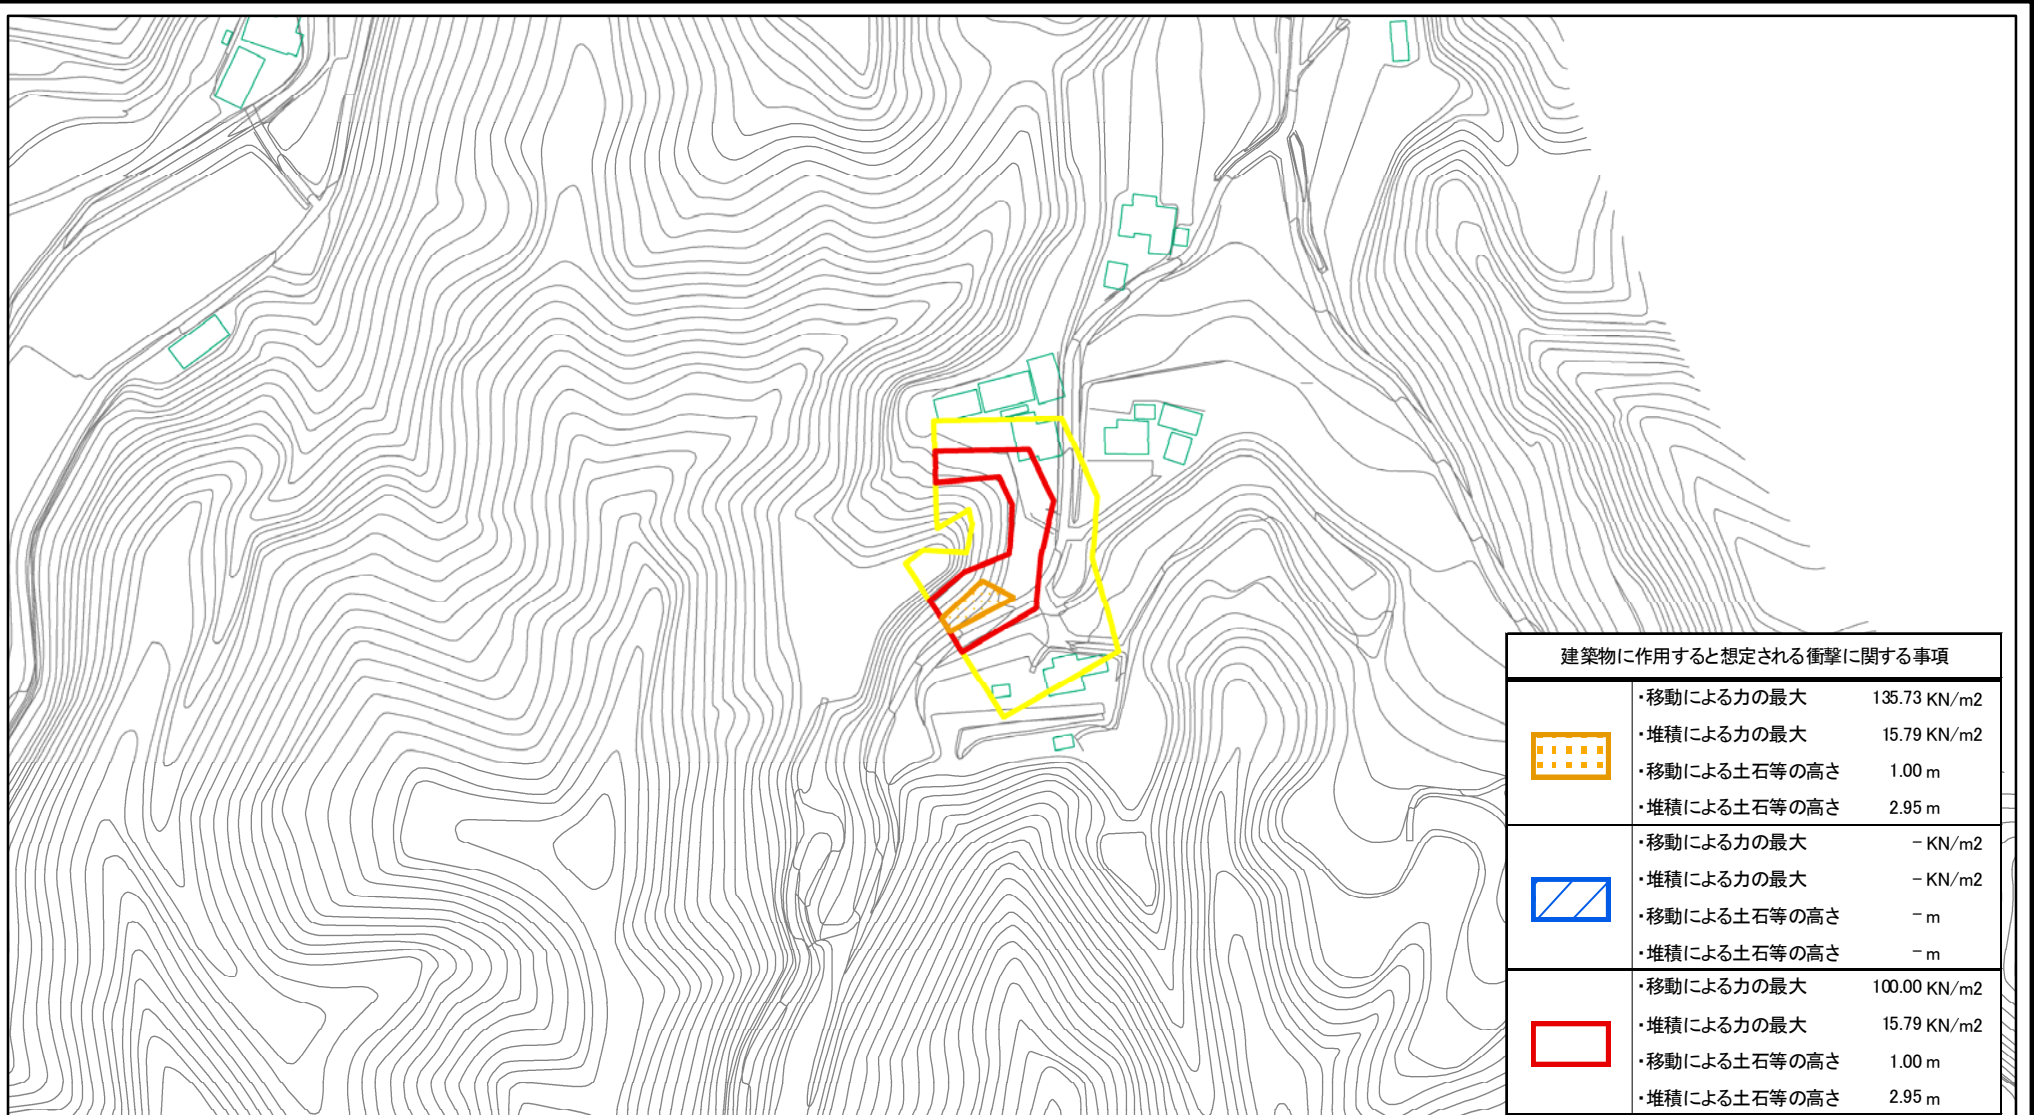 建築物に作用すると想定される衝撃に関する事項
・移動による力の最大 135.73 KN/m2
・堆積による力の最大 15.79 KN/m2
・移動による土石等の高さ 1.00 m
・堆積による土石等の高さ 2.95 m
・移動による力の最大 - KN/m2
・堆積による力の最大 - KN/m2
・移動による土石等の高さ - m
・堆積による土石等の高さ - m
・移動による力の最大 100.00 KN/m2
・堆積による力の最大 15.79 KN/m2
・移動による土石等の高さ 1.00 m
・堆積による土石等の高さ 2.95 m